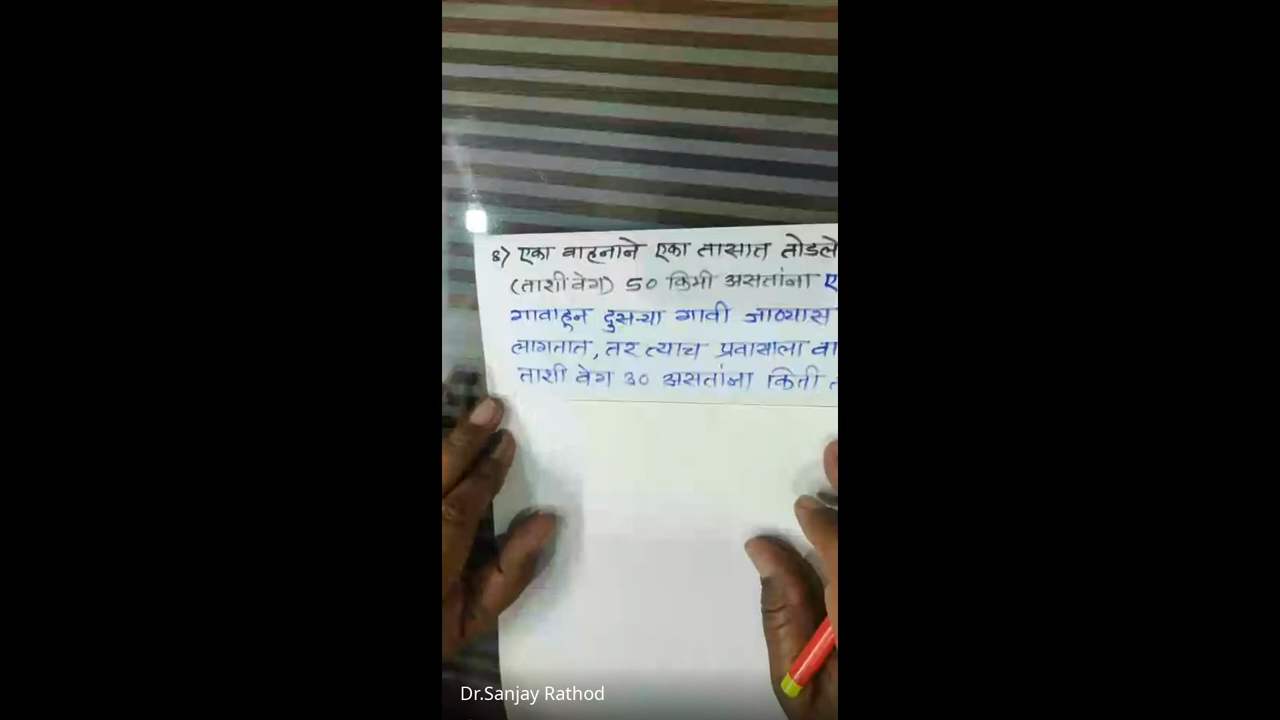 8) एका वाहनाने एका तासात तोडले
(ताशी वेग) 50 किमी असतांना ए
गावाहून दुसऱ्या गावी जाण्यास
लागतात, तर त्याच प्रवासाला वा
ताशी वेग 30 असतांना किती त
Dr.Sanjay Rathod